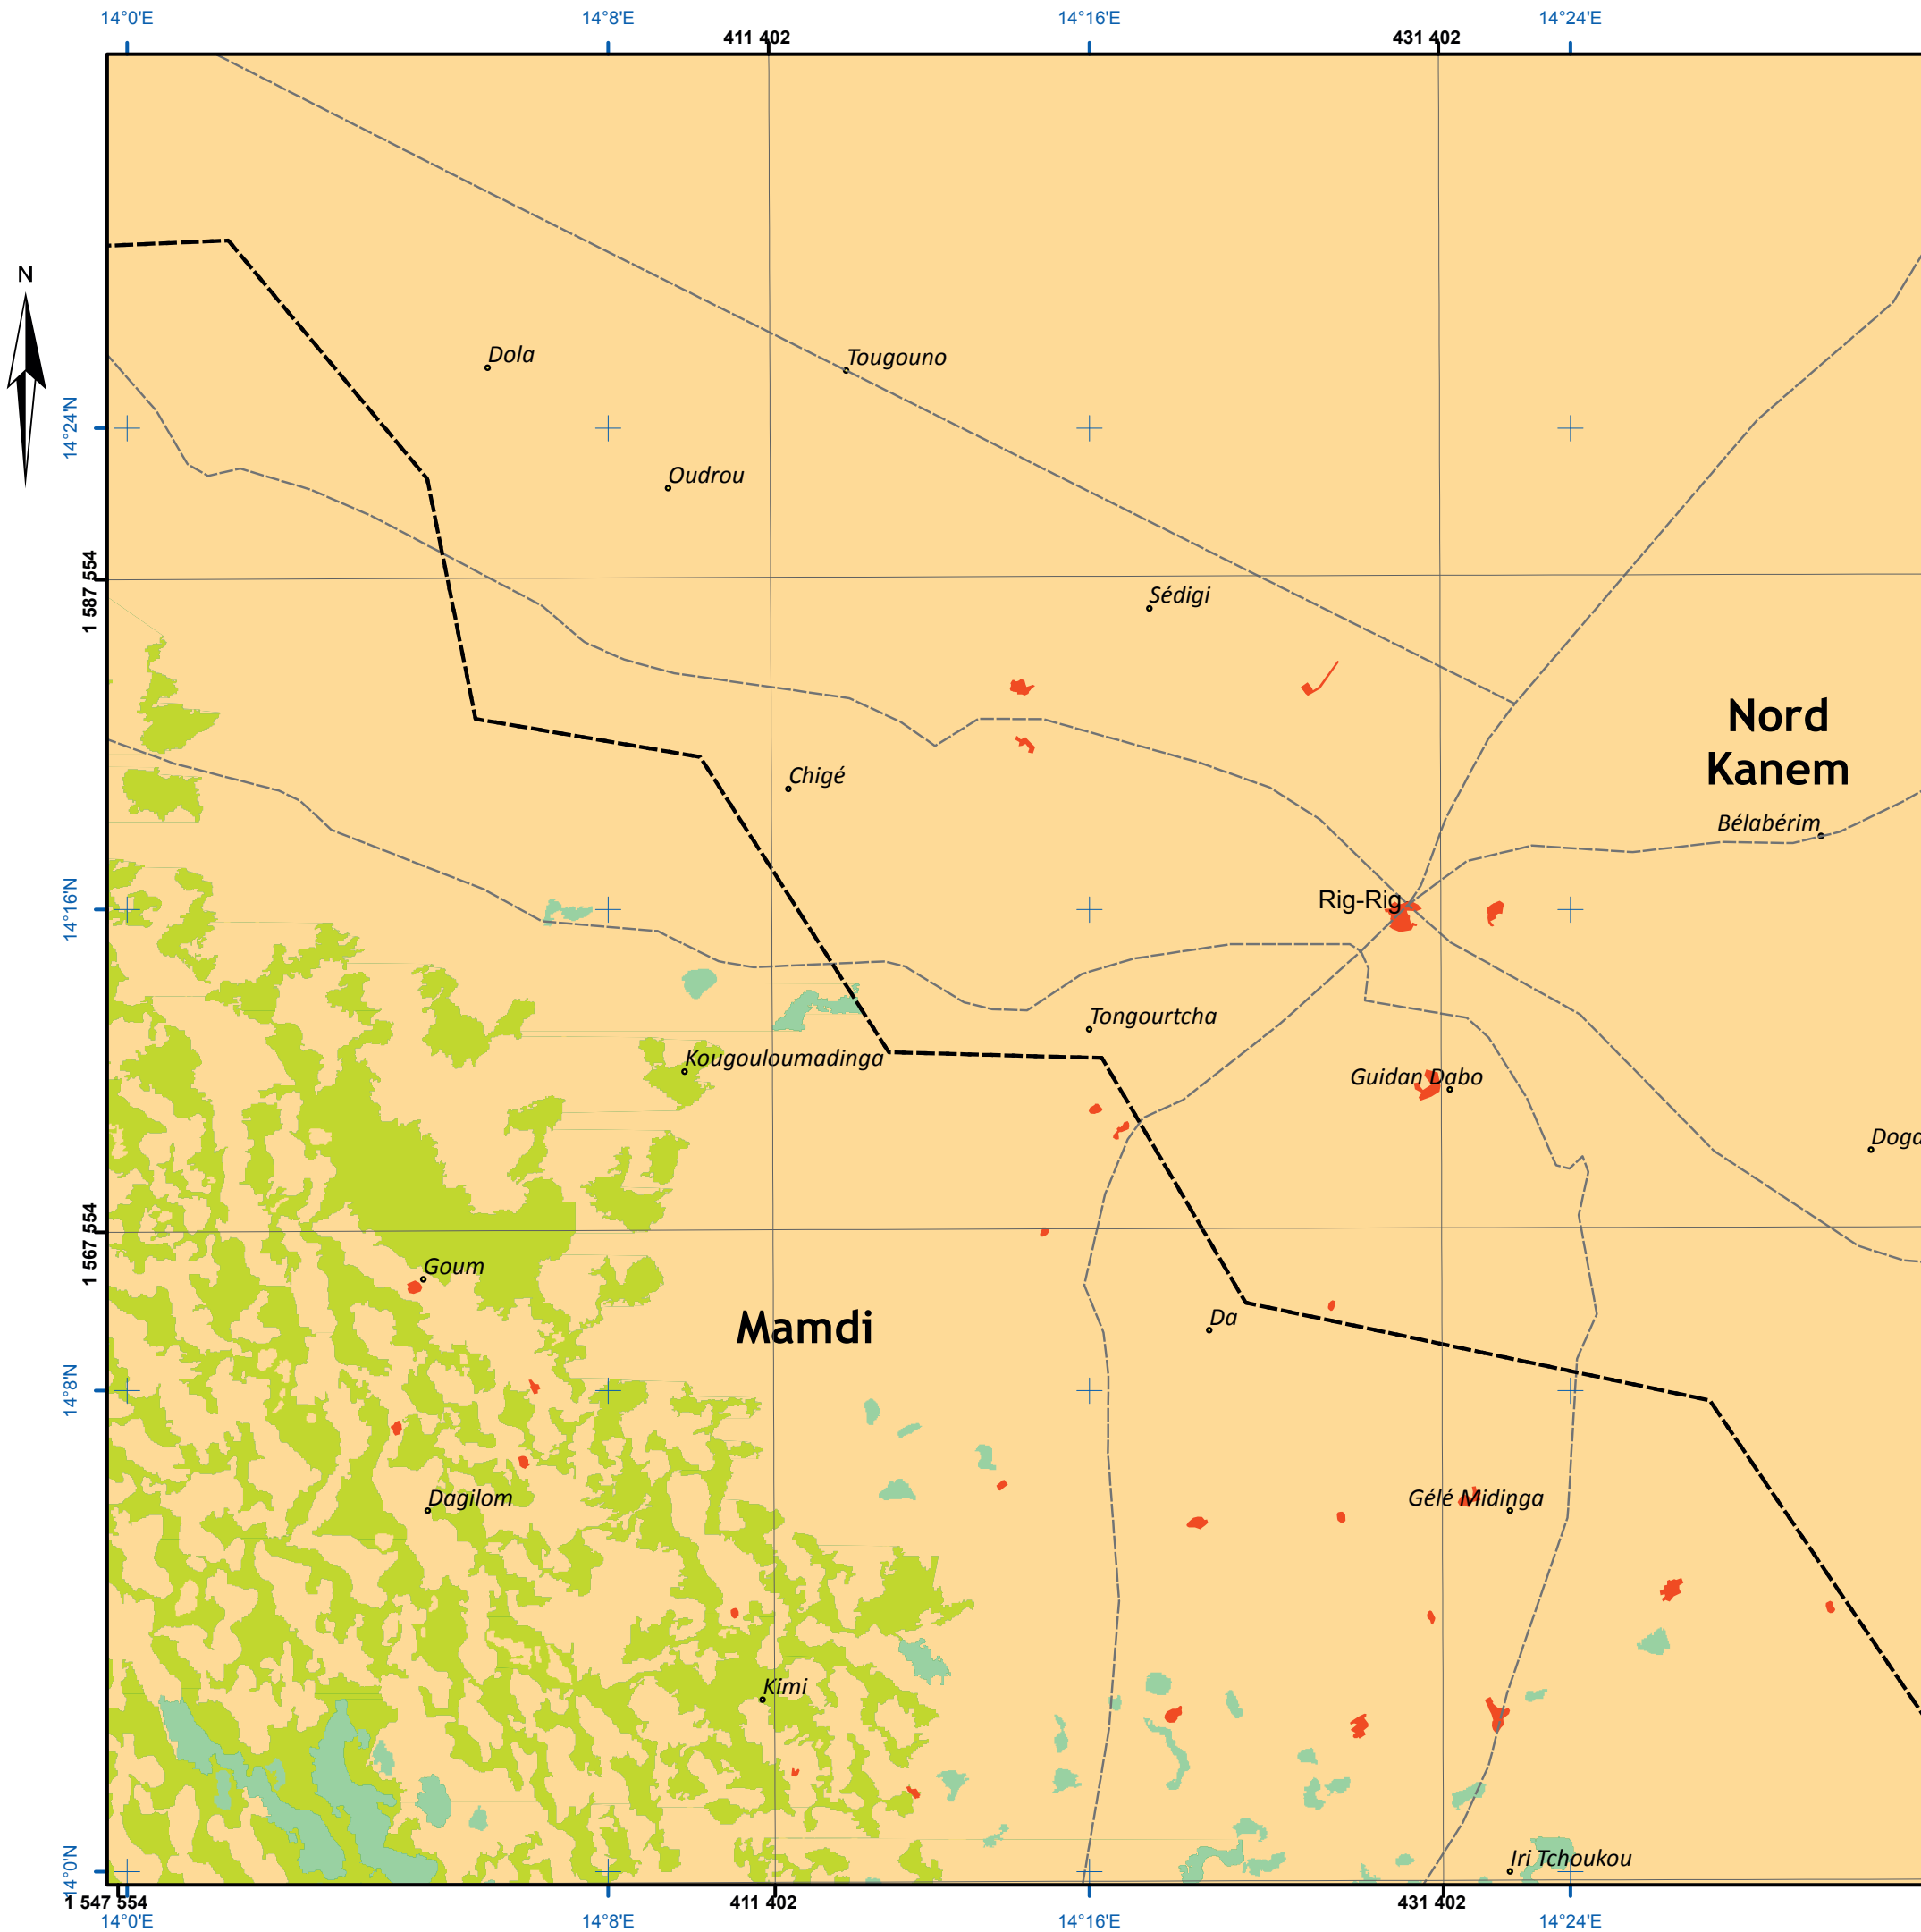 14°0'E
14°8'E
14°16'E
14°24'E
411 402
431 402
N
Dola
Tougouno
14°24'N
Oudrou
1 587 554
Sédigi
Nord
Kanem
Chigé
Bélabérim
14°16'N
Rig-Rig
Tongourtcha
Kougouloumadinga
Guidan Dabo
Doga
1 567 554
Goum
Mamdi
Da
14°8'N
Dagilom
Gélé Midinga
Kimi
Iri Tchoukou
14°0'N
1 547 554
411 402
431 402
14°0'E
14°8'E
14°16'E
14°24'E